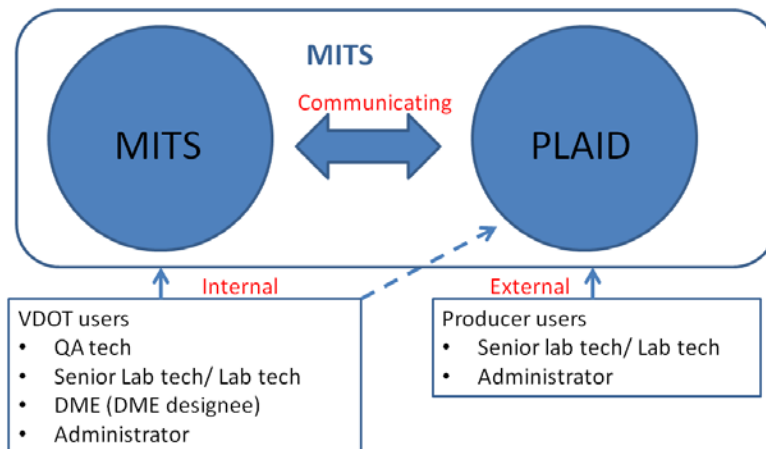 MITS
Communicating
MITS
PLAID
Internal
External
VDOT users
• QA tech
• Senior Lab tech/ Lab tech
• DME (DME designee)
• Administrator
Producer users
• Senior lab tech/ Lab tech
• Administrator